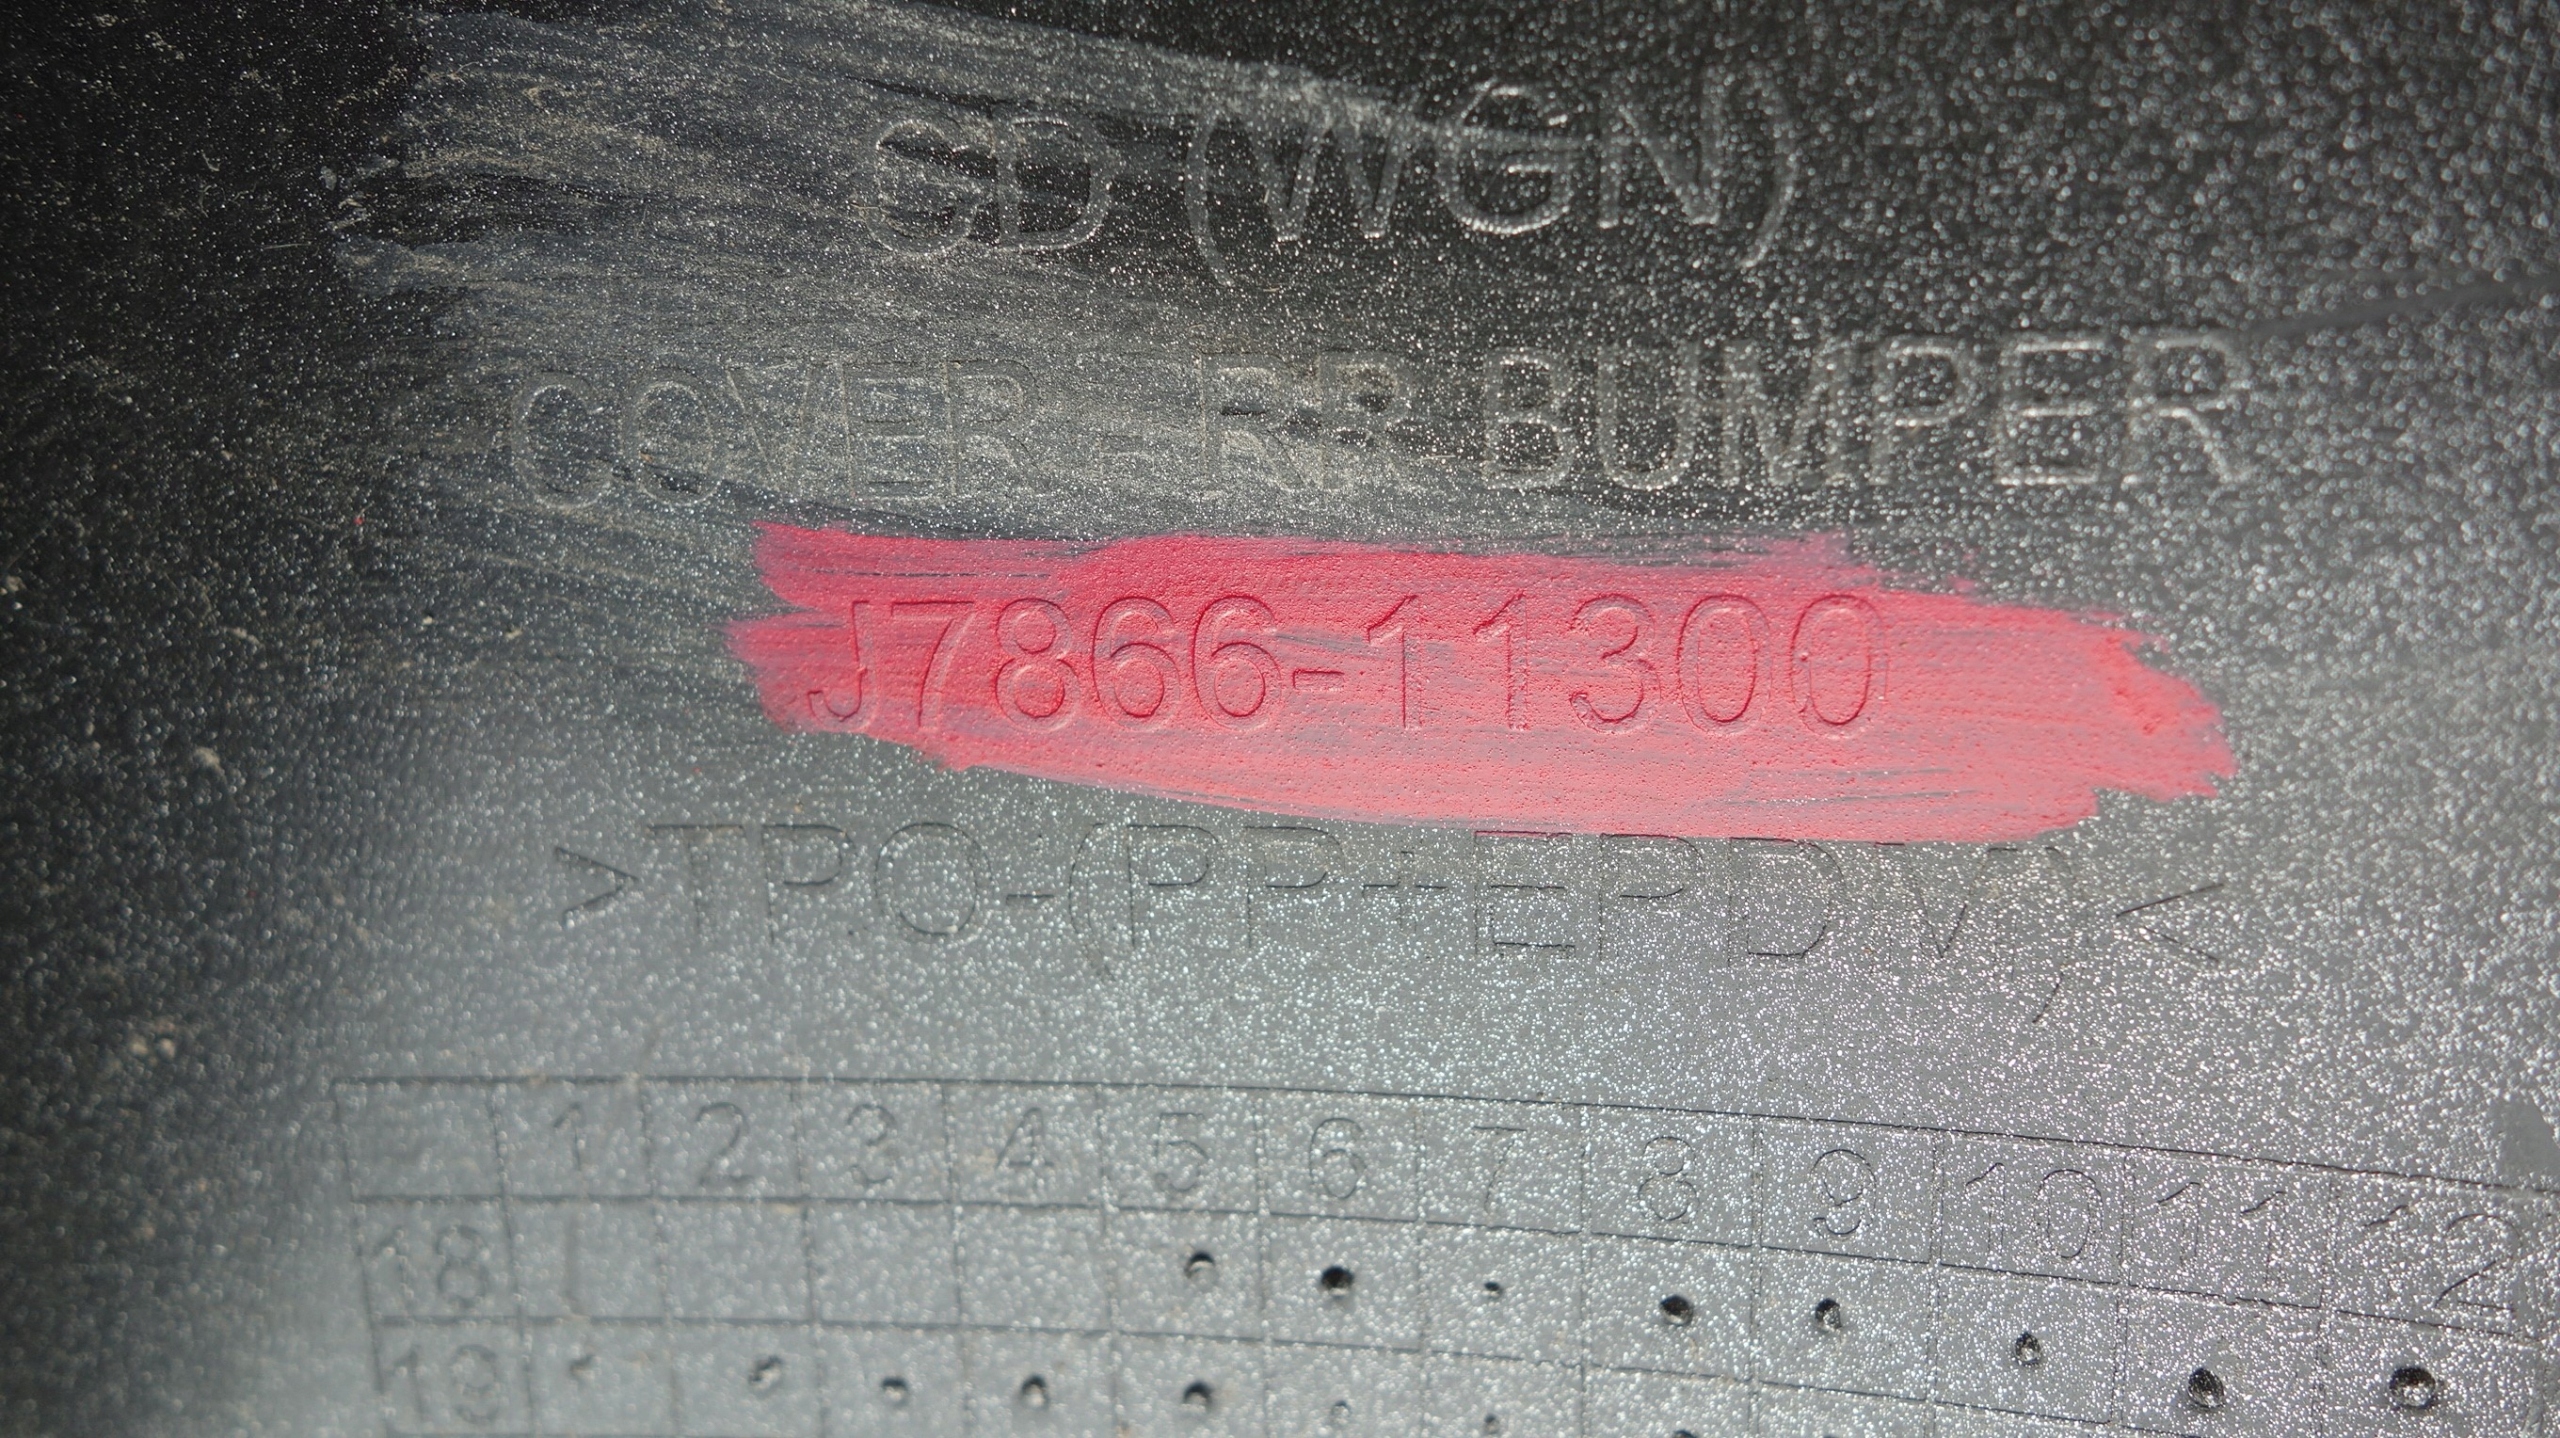 CD (WGN)
COVER-RR BUMPER
J7866-11300
>TPO-(PP+EPDM)<
1 2 3 4 5 6 7 8 9 10 11 12
18
19